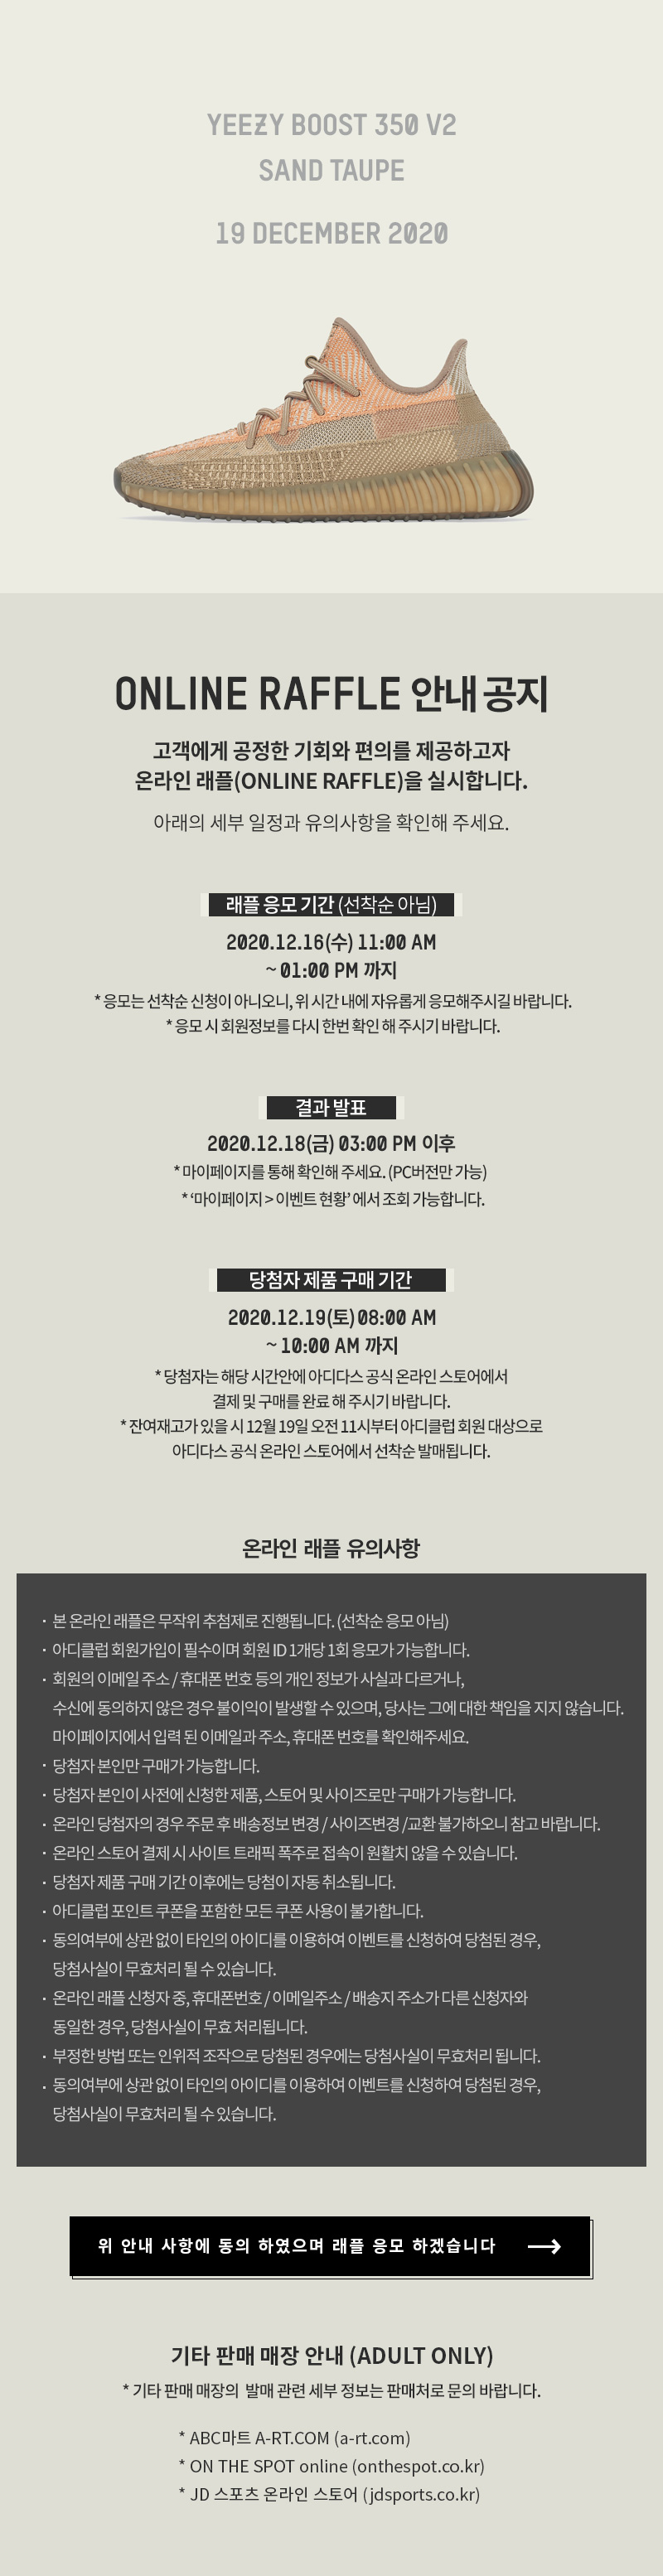 YEEZY BOOST 350 V2
SAND TAUPE
19 DECEMBER 2020
ONLINE RAFFLE 안내 공지
고객에게 공정한 기회와 편의를 제공하고자
온라인 래플(ONLINE RAFFLE)을 실시합니다.
아래의 세부 일정과 유의사항을 확인해 주세요.
래플 응모 기간 (선착순 아님)
2020.12.16(수) 11:00 AM
~ 01:00 PM 까지
* 응모는 선착순 신청이 아니오니, 위 시간 내에 자유롭게 응모해주시길 바랍니다.
* 응모 시 회원정보를 다시 한번 확인 해 주시기 바랍니다.
결과 발표
2020.12.18(금) 03:00 PM 이후
* 마이페이지를 통해 확인해 주세요. (PC버전만 가능)
* ‘마이페이지 > 이벤트 현황’ 에서 조회 가능합니다.
당첨자 제품 구매 기간
2020.12.19(토) 08:00 AM
~ 10:00 AM 까지
* 당첨자는 해당 시간안에 아디다스 공식 온라인 스토어에서
결제 및 구매를 완료 해 주시기 바랍니다.
* 잔여재고가 있을 시 12월 19일 오전 11시부터 아디클럽 회원 대상으로
아디다스 공식 온라인 스토어에서 선착순 발매됩니다.
온라인 래플 유의사항
· 본 온라인 래플은 무작위 추첨제로 진행됩니다. (선착순 응모 아님)
· 아디클럽 회원가입이 필수이며 회원 ID 1개당 1회 응모가 가능합니다.
· 회원의 이메일 주소 / 휴대폰 번호 등의 개인 정보가 사실과 다르거나,
수신에 동의하지 않은 경우 불이익이 발생할 수 있으며, 당사는 그에 대한 책임을 지지 않습니다.
마이페이지에서 입력 된 이메일과 주소, 휴대폰 번호를 확인해주세요.
· 당첨자 본인만 구매가 가능합니다.
· 당첨자 본인이 사전에 신청한 제품, 스토어 및 사이즈로만 구매가 가능합니다.
· 온라인 당첨자의 경우 주문 후 배송정보 변경 / 사이즈변경 /교환 불가하오니 참고 바랍니다.
· 온라인 스토어 결제 시 사이트 트래픽 폭주로 접속이 원활치 않을 수 있습니다.
· 당첨자 제품 구매 기간 이후에는 당첨이 자동 취소됩니다.
· 아디클럽 포인트 쿠폰을 포함한 모든 쿠폰 사용이 불가합니다.
· 동의여부에 상관 없이 타인의 아이디를 이용하여 이벤트를 신청하여 당첨된 경우,
당첨사실이 무효처리 될 수 있습니다.
· 온라인 래플 신청자 중, 휴대폰번호 / 이메일주소 / 배송지 주소가 다른 신청자와
동일한 경우, 당첨사실이 무효 처리됩니다.
· 부정한 방법 또는 인위적 조작으로 당첨된 경우에는 당첨사실이 무효처리 됩니다.
· 동의여부에 상관 없이 타인의 아이디를 이용하여 이벤트를 신청하여 당첨된 경우,
당첨사실이 무효처리 될 수 있습니다.
위 안내 사항에 동의 하였으며 래플 응모 하겠습니다
기타 판매 매장 안내 (ADULT ONLY)
* 기타 판매 매장의 발매 관련 세부 정보는 판매처로 문의 바랍니다.
* ABC마트 A-RT.COM (a-rt.com)
* ON THE SPOT online (onthespot.co.kr)
* JD 스포츠 온라인 스토어 (jdsports.co.kr)